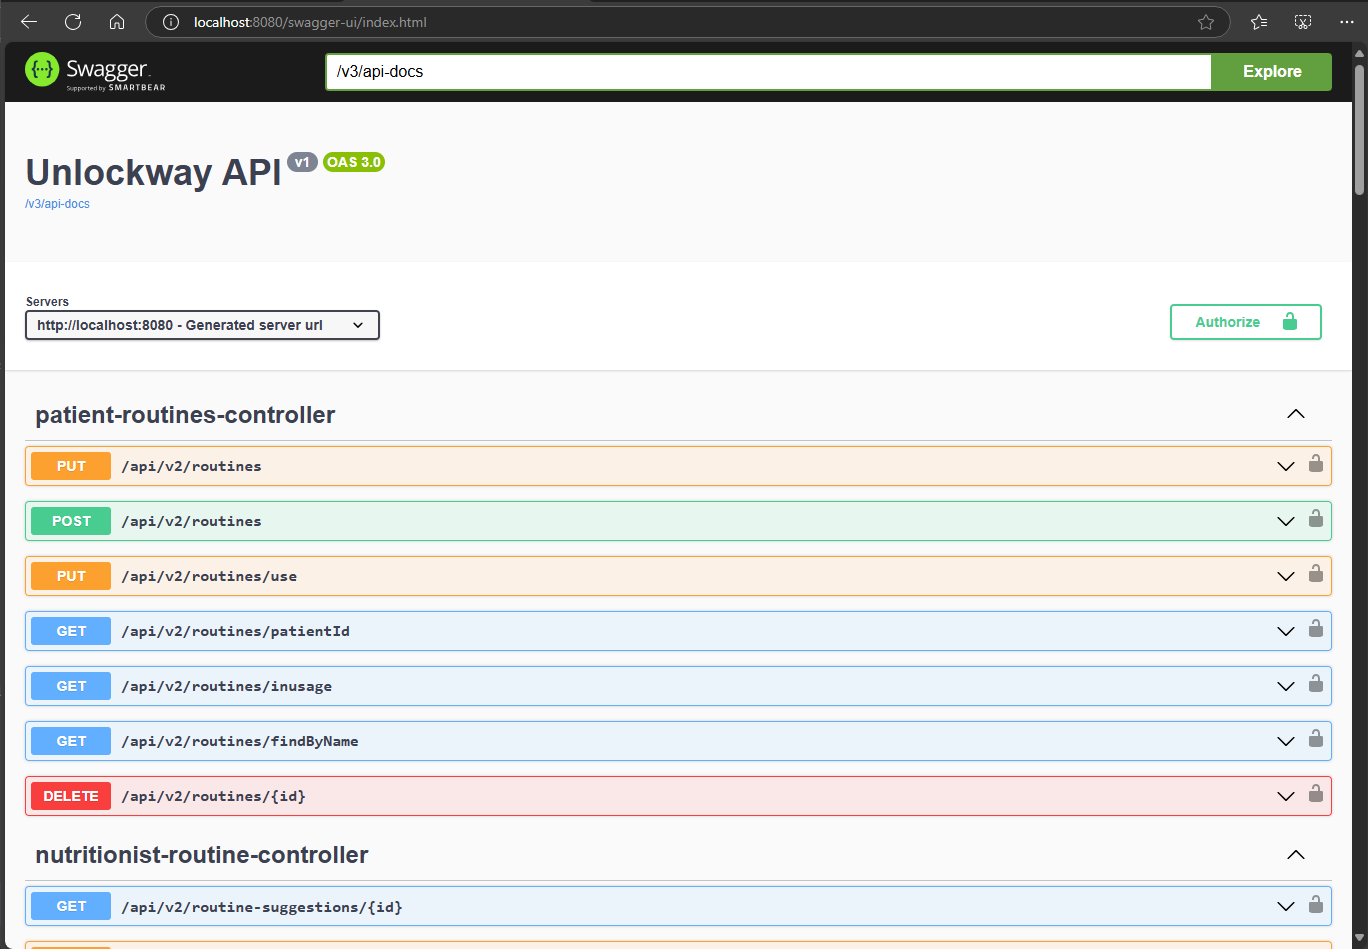 localhost:8080/swagger-ui/index.html
Swagger
Supported by SMARTBEAR
/v3/api-docs
Explore
Unlockway API v1 OAS 3.0
/v3/api-docs
Servers
http://localhost:8080 - Generated server url
Authorize
patient-routines-controller
PUT /api/v2/routines
POST /api/v2/routines
PUT /api/v2/routines/use
GET /api/v2/routines/patientId
GET /api/v2/routines/inusage
GET /api/v2/routines/findByName
DELETE /api/v2/routines/{id}
nutritionist-routine-controller
GET /api/v2/routine-suggestions/{id}